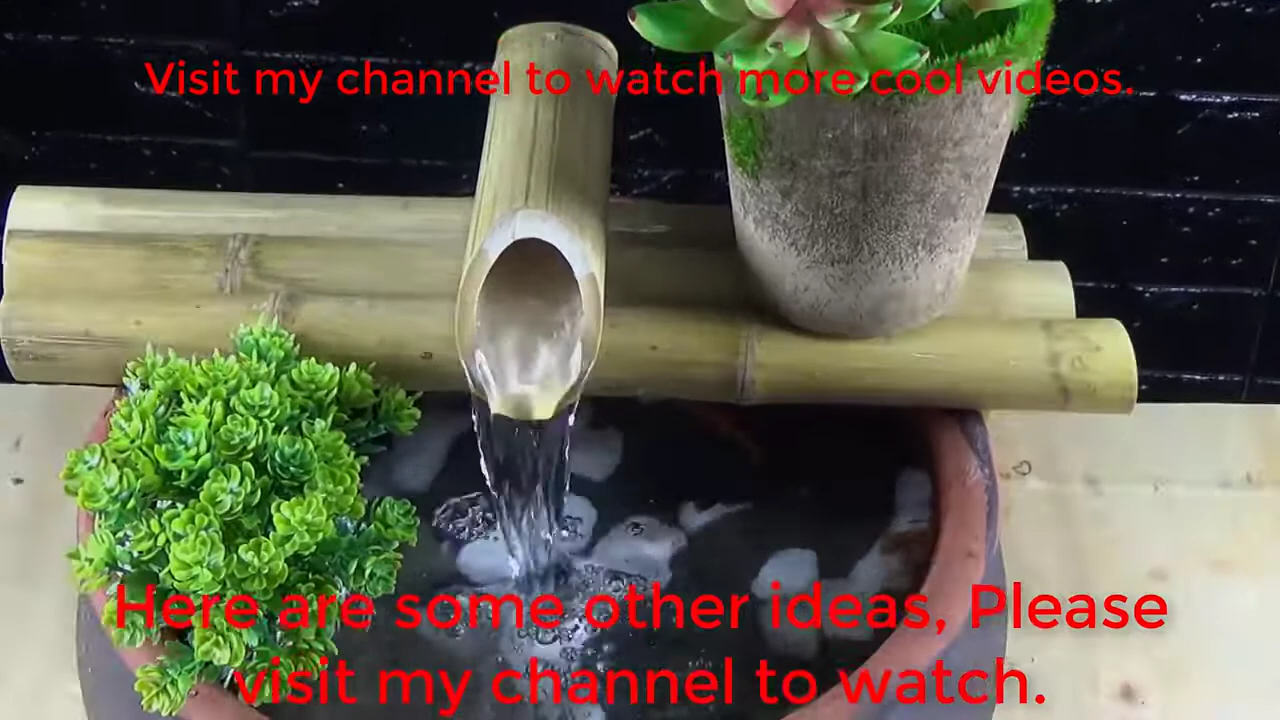 Visit my channel to watch more cool videos.
Here are some other ideas, Please
visit my channel to watch.